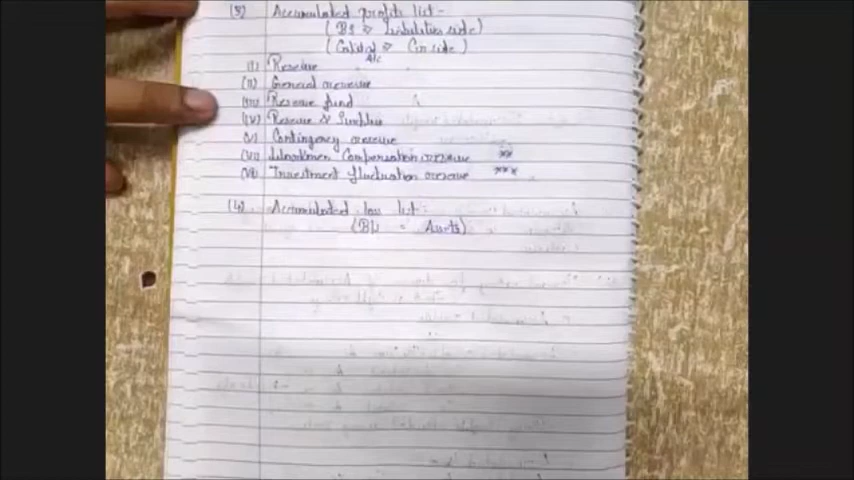 (3) Accumulated profits list -
(BS → Liabilities side)
(Capital A/c → Cr. side)
(I) Reserve
(II) General reserve
(III) Reserve fund
(IV) Reserve & Surplus
(V) Contingency reserve
(VI) Workmen Compensation reserve **
(VII) Investment fluctuation reserve ***
(4) Accumulated loss list -
(B/s = Assets)